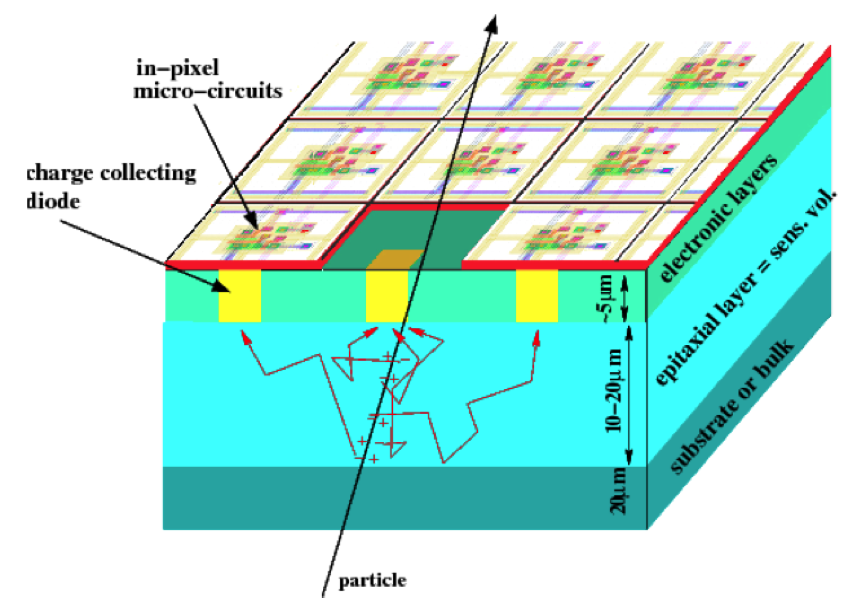 in-pixel
micro-circuits
charge collecting
diode
electronic layers
epitaxial layer = sens. vol.
substrate or bulk
~5µm
10-20µm
20µm
particle